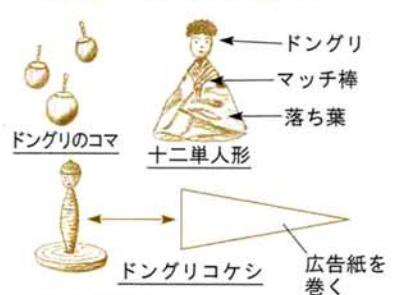 ドングリ
マッチ棒
落ち葉
ドングリのコマ
十二単人形
ドングリコケシ
広告紙を
巻く